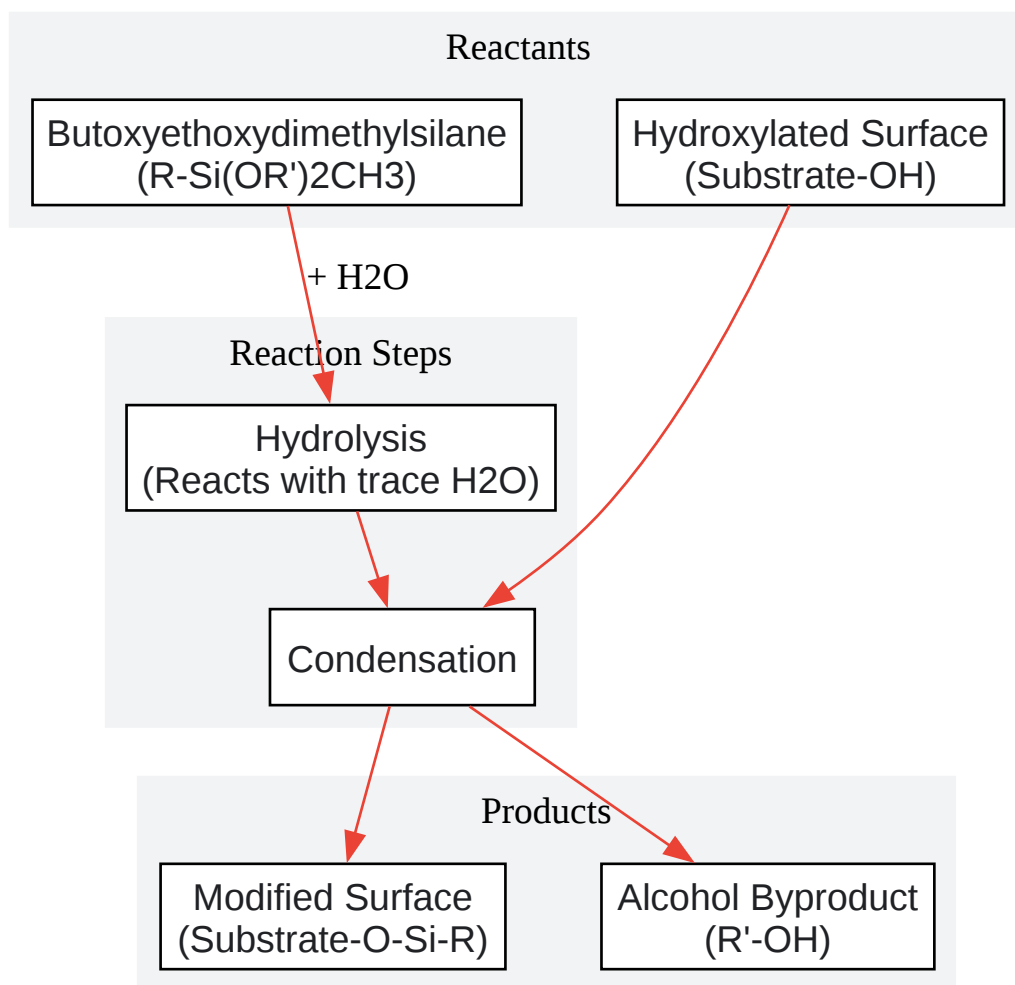 Reactants
Butoxyethoxydimethylsilane
(R-Si(OR')2CH3)
Hydroxylated Surface
(Substrate-OH)
+ H2O
Reaction Steps
Hydrolysis
(Reacts with trace H2O)
Condensation
Products
Modified Surface
(Substrate-O-Si-R)
Alcohol Byproduct
(R'-OH)